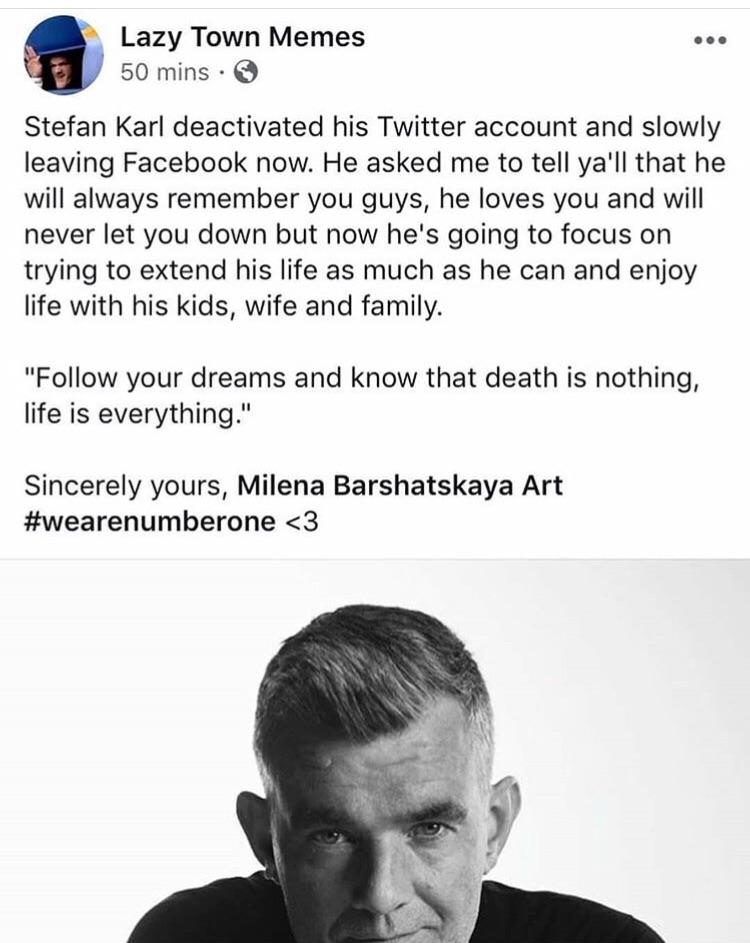 Lazy Town Memes
50 mins ·
Stefan Karl deactivated his Twitter account and slowly
leaving Facebook now. He asked me to tell ya'll that he
will always remember you guys, he loves you and will
never let you down but now he's going to focus on
trying to extend his life as much as he can and enjoy
life with his kids, wife and family.
"Follow your dreams and know that death is nothing,
life is everything."
Sincerely yours, Milena Barshatskaya Art
#wearenumberone <3